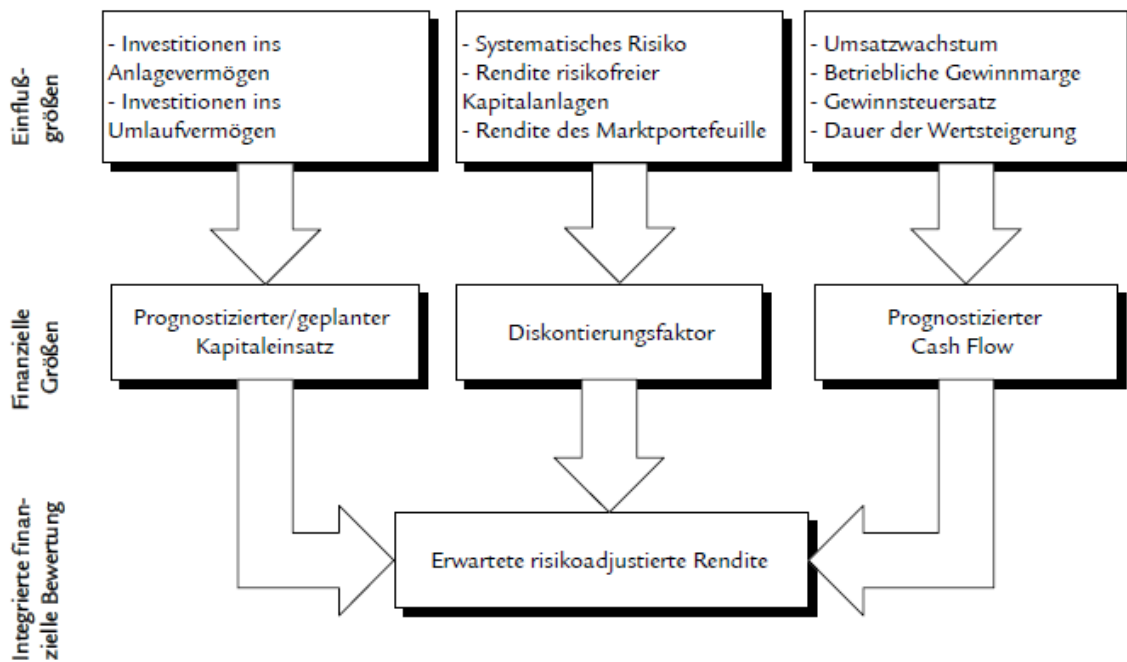 Einfluß-
größen
- Investitionen ins
Anlagevermögen
- Investitionen ins
Umlaufvermögen
- Systematisches Risiko
- Rendite risikofreier
Kapitalanlagen
- Rendite des Marktportefeuille
- Umsatzwachstum
- Betriebliche Gewinnmarge
- Gewinnsteuersatz
- Dauer der Wertsteigerung
Finanzielle
Größen
Prognostizierter/geplanter
Kapitaleinsatz
Diskontierungsfaktor
Prognostizierter
Cash Flow
Integrierte finan-
zielle Bewertung
Erwartete risikoadjustierte Rendite